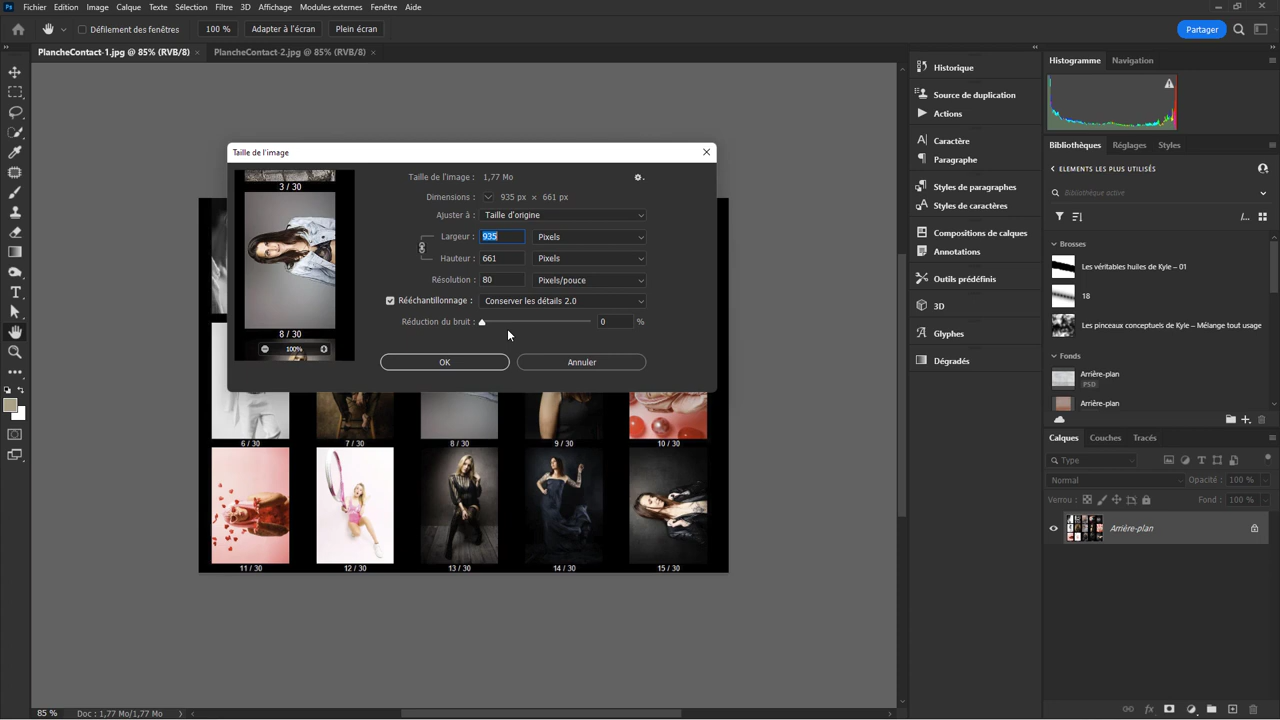 Ps Fichier Edition Image Calque Texte Sélection Filtre 3D Affichage Modules externes Fenêtre Aide
Défilement des fenêtres 100 % Adapter à l'écran Plein écran Partager
PlancheContact-1.jpg @ 85% (RVB/8) × PlancheContact-2.jpg @ 85% (RVB/8) ×
Taille de l'image
3 / 30
8 / 30
100%
Taille de l'image : 1,77 Mo
Dimensions : 935 px × 661 px
Ajuster à : Taille d'origine
Largeur : 935 Pixels
Hauteur : 661 Pixels
Résolution : 80 Pixels/pouce
Rééchantillonnage : Conserver les détails 2.0
Réduction du bruit : 0 %
OK Annuler
6 / 30 7 / 30 8 / 30 9 / 30 10 / 30
11 / 30 12 / 30 13 / 30 14 / 30 15 / 30
Historique
Source de duplication
Actions
Caractère
Paragraphe
Styles de paragraphes
Styles de caractères
Compositions de calques
Annotations
Outils prédéfinis
3D
Glyphes
Dégradés
Histogramme Navigation
Bibliothèques Réglages Styles
ELEMENTS LES PLUS UTILISÉS
Bibliothèque active
Brosses
Les véritables huiles de Kyle – 01
18
Les pinceaux conceptuels de Kyle – Mélange tout usage
Fonds
Arrière-plan
PSD
Arrière-plan
Calques Couches Tracés
Type
Normal Opacité : 100 %
Verrou : Fond : 100 %
Arrière-plan
fx
85 % Doc : 1,77 Mo/1,77 Mo